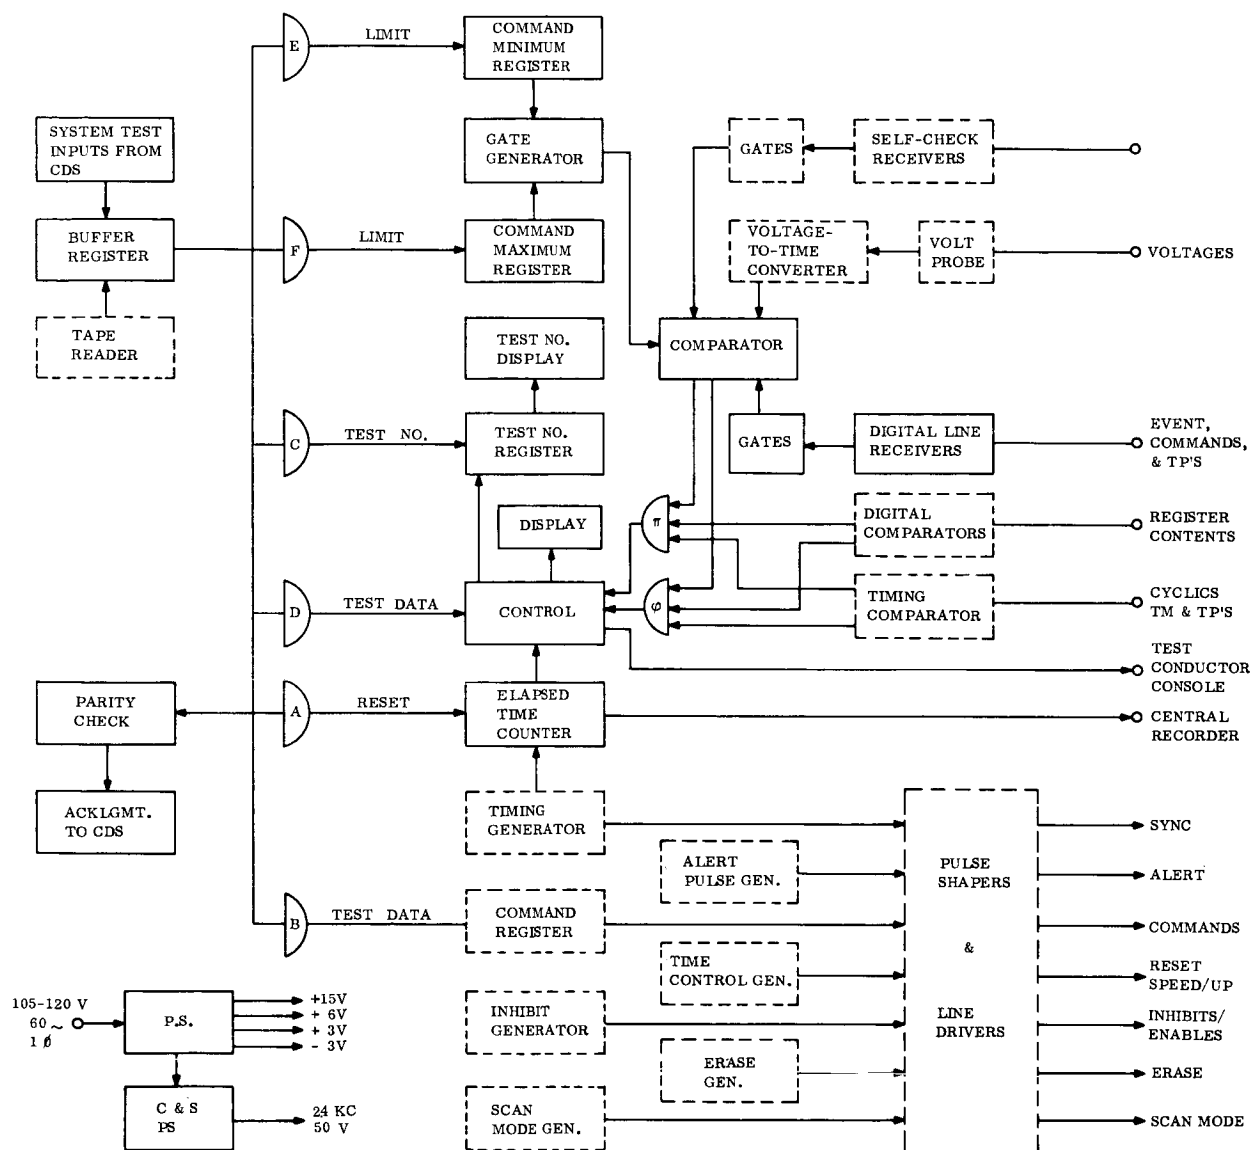 E
LIMIT
COMMAND
MINIMUM
REGISTER
SYSTEM TEST
INPUTS FROM
CDS
GATE
GENERATOR
GATES
SELF-CHECK
RECEIVERS
BUFFER
REGISTER
F
LIMIT
COMMAND
MAXIMUM
REGISTER
VOLTAGE-
TO-TIME
CONVERTER
VOLT
PROBE
VOLTAGES
TAPE
READER
TEST NO.
DISPLAY
COMPARATOR
C
TEST NO.
TEST NO.
REGISTER
GATES
DIGITAL LINE
RECEIVERS
EVENT,
COMMANDS,
& TP'S
DISPLAY
π
DIGITAL
COMPARATORS
REGISTER
CONTENTS
D
TEST DATA
CONTROL
φ
TIMING
COMPARATOR
CYCLICS
TM & TP'S
TEST
CONDUCTOR
CONSOLE
PARITY
CHECK
A
RESET
ELAPSED
TIME
COUNTER
CENTRAL
RECORDER
ACKLGMT.
TO CDS
TIMING
GENERATOR
SYNC
ALERT
PULSE GEN.
PULSE
SHAPERS
&
LINE
DRIVERS
ALERT
B
TEST DATA
COMMAND
REGISTER
COMMANDS
TIME
CONTROL GEN.
RESET
SPEED/UP
105-120 V
60 ~
1 ø
P.S.
+15V
+ 6V
+ 3V
- 3V
INHIBIT
GENERATOR
INHIBITS/
ENABLES
ERASE
GEN.
ERASE
C & S
PS
24 KC
50 V
SCAN
MODE GEN.
SCAN MODE